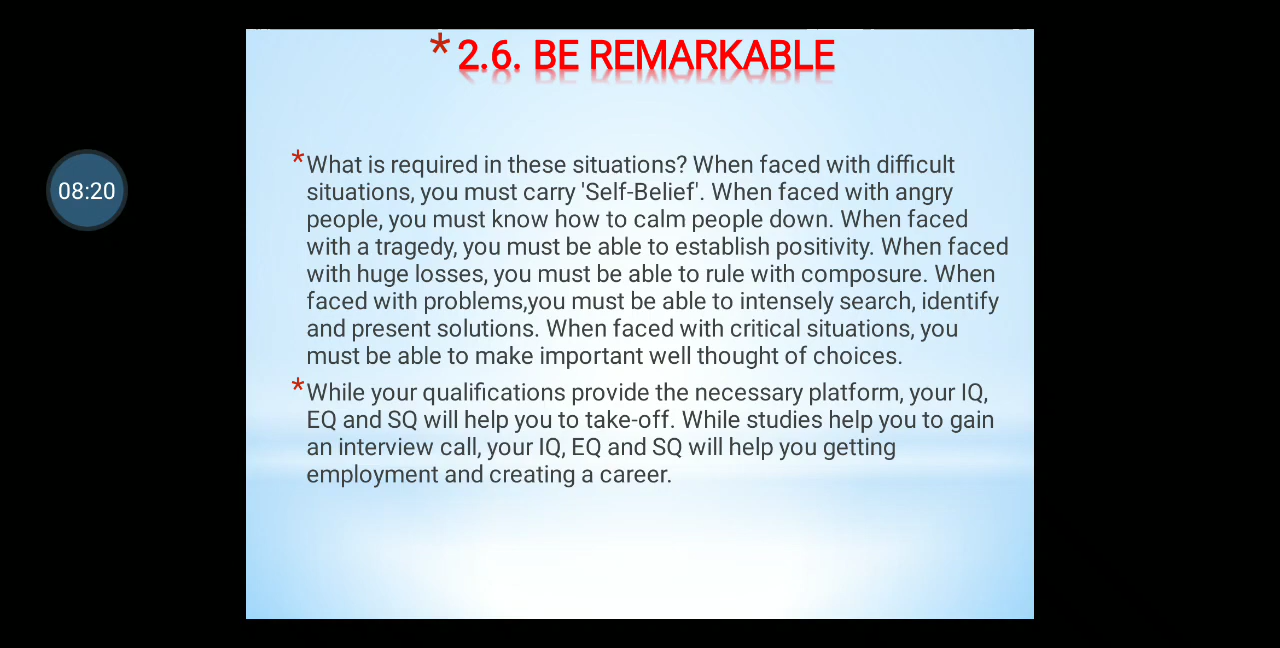 * 2.6. BE REMARKABLE
08:20
* What is required in these situations? When faced with difficult
situations, you must carry 'Self-Belief'. When faced with angry
people, you must know how to calm people down. When faced
with a tragedy, you must be able to establish positivity. When faced
with huge losses, you must be able to rule with composure. When
faced with problems,you must be able to intensely search, identify
and present solutions. When faced with critical situations, you
must be able to make important well thought of choices.
* While your qualifications provide the necessary platform, your IQ,
EQ and SQ will help you to take-off. While studies help you to gain
an interview call, your IQ, EQ and SQ will help you getting
employment and creating a career.